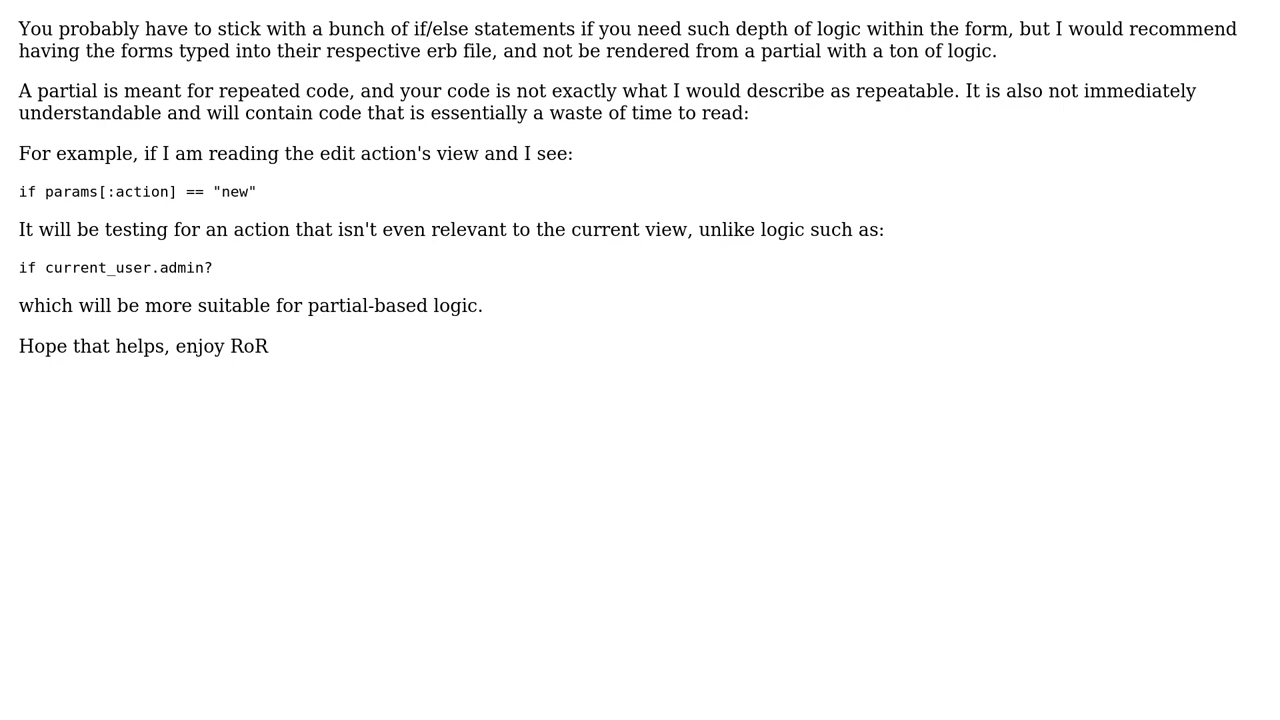 You probably have to stick with a bunch of if/else statements if you need such depth of logic within the form, but I would recommend
having the forms typed into their respective erb file, and not be rendered from a partial with a ton of logic.
A partial is meant for repeated code, and your code is not exactly what I would describe as repeatable. It is also not immediately
understandable and will contain code that is essentially a waste of time to read:
For example, if I am reading the edit action's view and I see:
if params[:action] == "new"
It will be testing for an action that isn't even relevant to the current view, unlike logic such as:
if current_user.admin?
which will be more suitable for partial-based logic.
Hope that helps, enjoy RoR